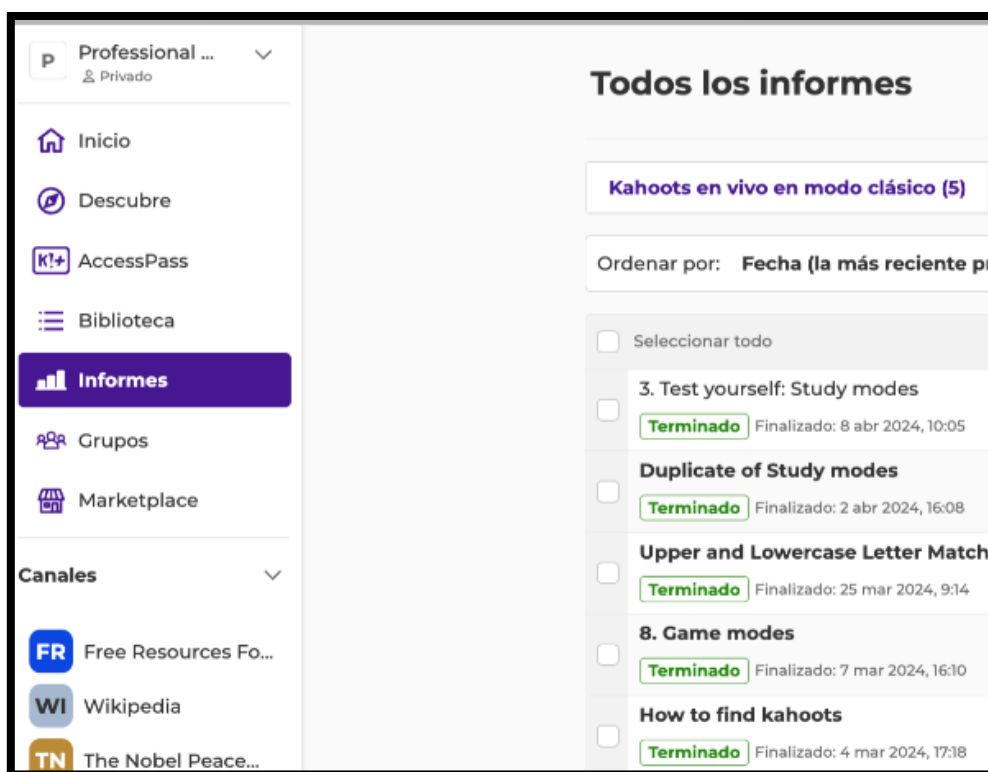 P
Professional ...
Privado
Inicio
Descubre
K!+ AccessPass
Biblioteca
Informes
Grupos
Marketplace
Canales
FR Free Resources Fo...
WI Wikipedia
TN The Nobel Peace...
Todos los informes
Kahoots en vivo en modo clásico (5)
Ordenar por: Fecha (la más reciente
Seleccionar todo
3. Test yourself: Study modes
Terminado Finalizado: 8 abr 2024, 10:05
Duplicate of Study modes
Terminado Finalizado: 2 abr 2024, 16:08
Upper and Lowercase Letter Match
Terminado Finalizado: 25 mar 2024, 9:14
8. Game modes
Terminado Finalizado: 7 mar 2024, 16:10
How to find kahoots
Terminado Finalizado: 4 mar 2024, 17:18